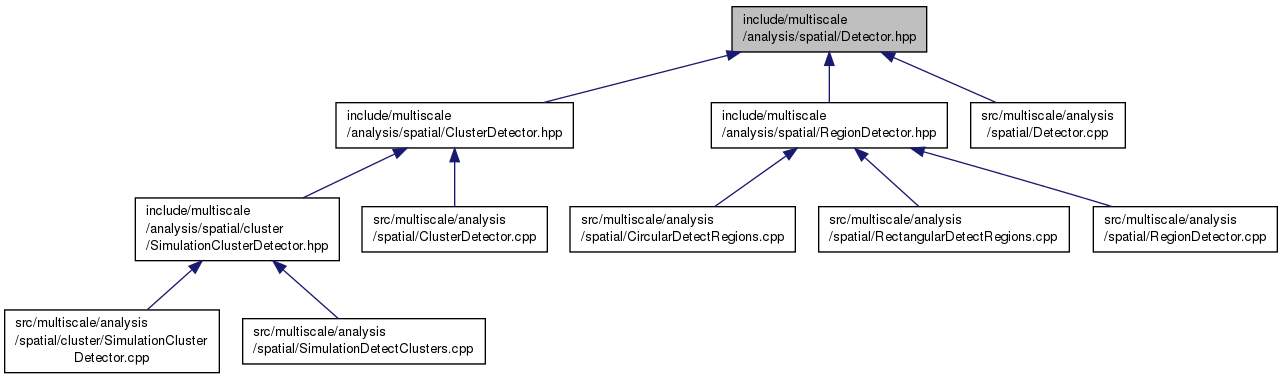 include/multiscale
/analysis/spatial/Detector.hpp
include/multiscale
/analysis/spatial/ClusterDetector.hpp
include/multiscale
/analysis/spatial/RegionDetector.hpp
src/multiscale/analysis
/spatial/Detector.cpp
include/multiscale
/analysis/spatial/cluster
/SimulationClusterDetector.hpp
src/multiscale/analysis
/spatial/ClusterDetector.cpp
src/multiscale/analysis
/spatial/CircularDetectRegions.cpp
src/multiscale/analysis
/spatial/RectangularDetectRegions.cpp
src/multiscale/analysis
/spatial/RegionDetector.cpp
src/multiscale/analysis
/spatial/cluster/SimulationCluster
Detector.cpp
src/multiscale/analysis
/spatial/SimulationDetectClusters.cpp